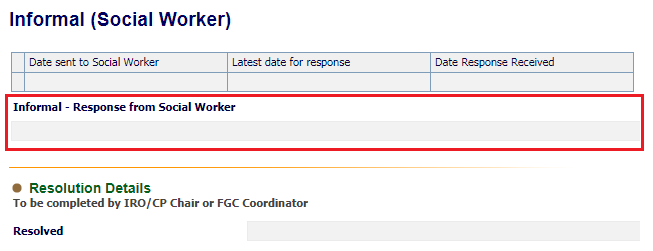 Informal (Social Worker)
Date sent to Social Worker Latest date for response Date Response Received
Informal - Response from Social Worker
Resolution Details
To be completed by IRO/CP Chair or FGC Coordinator
Resolved